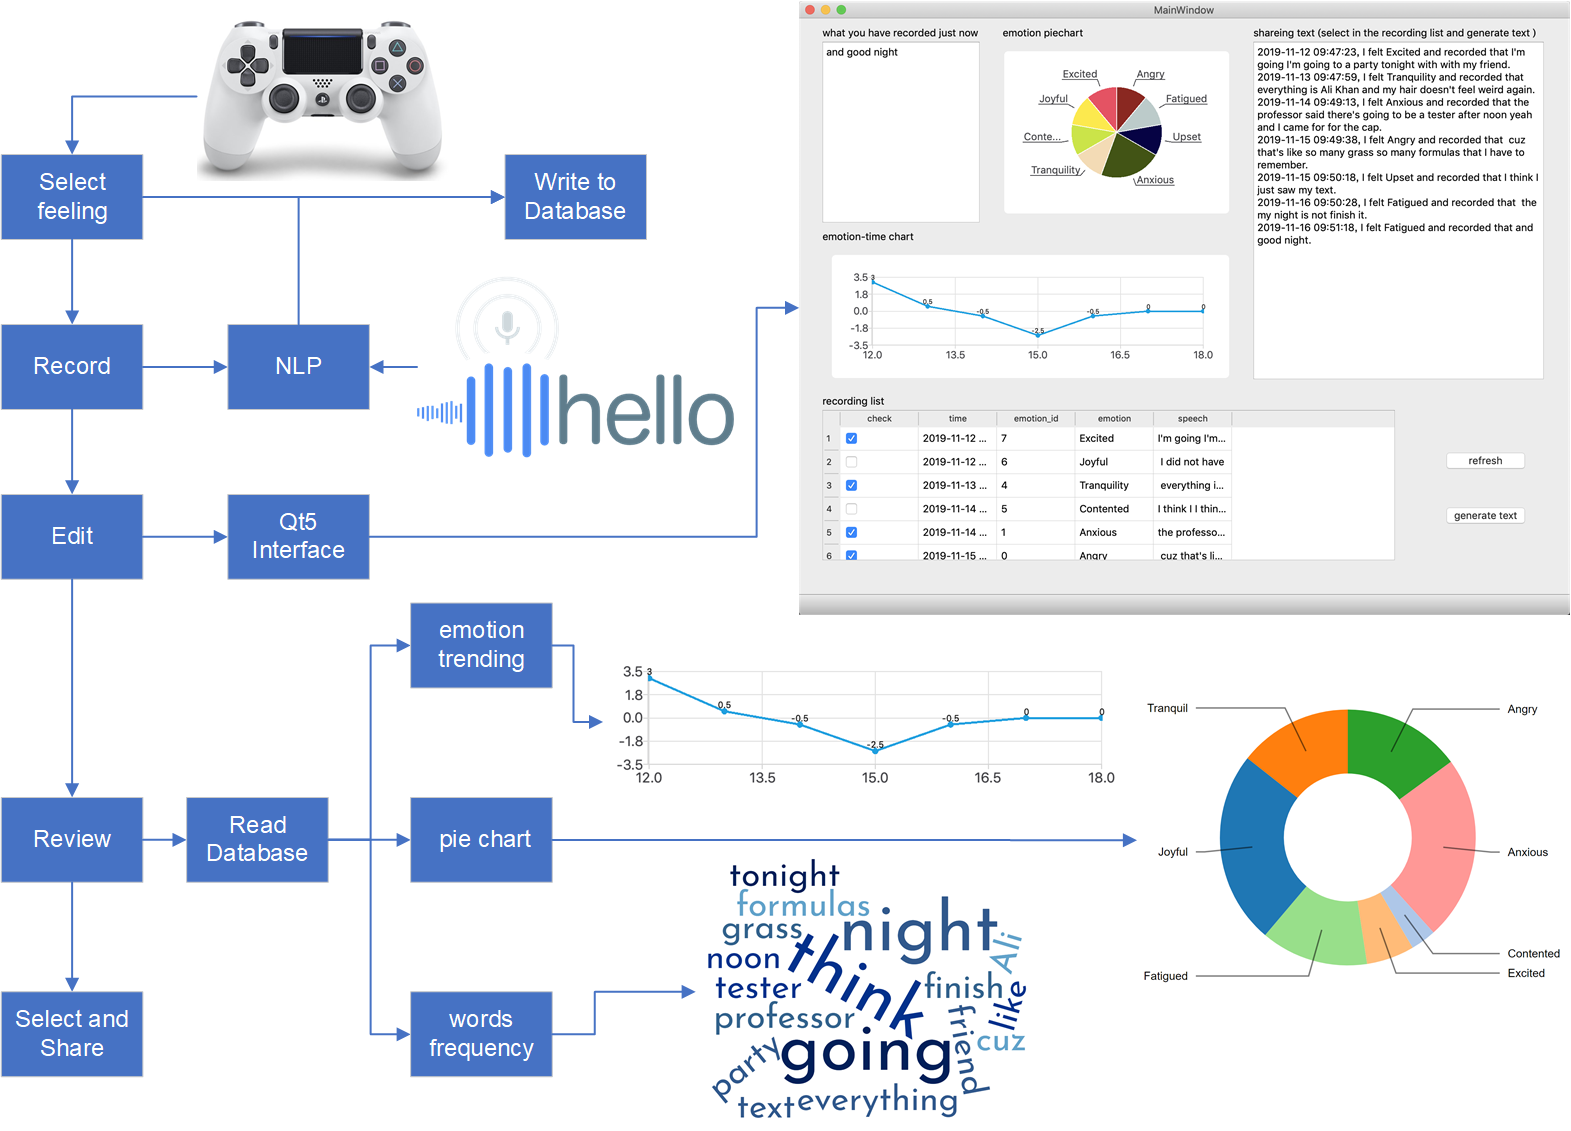 Select
feeling
Write to
Database
Record
NLP
hello
Edit
Qt5
Interface
emotion
trending
Review
Read
Database
pie chart
Select and
Share
words
frequency
MainWindow
what you have recorded just now
and good night
emotion piechart
Excited
Angry
Joyful
Fatigued
Conte...
Upset
Tranquility
Anxious
shareing text (select in the recording list and generate text )
2019-11-12 09:47:23, I felt Excited and recorded that I'm
going I'm going to a party tonight with with my friend.
2019-11-13 09:47:59, I felt Tranquility and recorded that
everything is Ali Khan and my hair doesn't feel weird again.
2019-11-14 09:49:13, I felt Anxious and recorded that the
professor said there's going to be a tester after noon yeah
and I came for for the cap.
2019-11-15 09:49:38, I felt Angry and recorded that  cuz
that's like so many grass so many formulas that I have to
remember.
2019-11-15 09:50:18, I felt Upset and recorded that I think I
just saw my text.
2019-11-16 09:50:28, I felt Fatigued and recorded that  the
my night is not finish it.
2019-11-16 09:51:18, I felt Fatigued and recorded that and
good night.
emotion-time chart
3.5
1.8
0.0
-1.8
-3.5
3
0.5
-0.5
-2.5
-0.5
0
0
12.0 13.5 15.0 16.5 18.0
recording list
check time emotion_id emotion speech
1 2019-11-12 ... 7 Excited I'm going I'm...
2 2019-11-12 ... 6 Joyful I did not have
3 2019-11-13 ... 4 Tranquility everything i...
4 2019-11-14 ... 5 Contented I think I I thin...
5 2019-11-14 ... 1 Anxious the professo...
6 2019-11-15 ... 0 Angry cuz that's li...
refresh
generate text
3.5
1.8
0.0
-1.8
-3.5
3
0.5
-0.5
-2.5
-0.5
0
0
12.0 13.5 15.0 16.5 18.0
Tranquil
Angry
Joyful
Anxious
Contented
Excited
Fatigued
tonight
formulas
grass
night
Ali
noon
think
tester
finish
like
professor
friend
cuz
going
party
text
everything